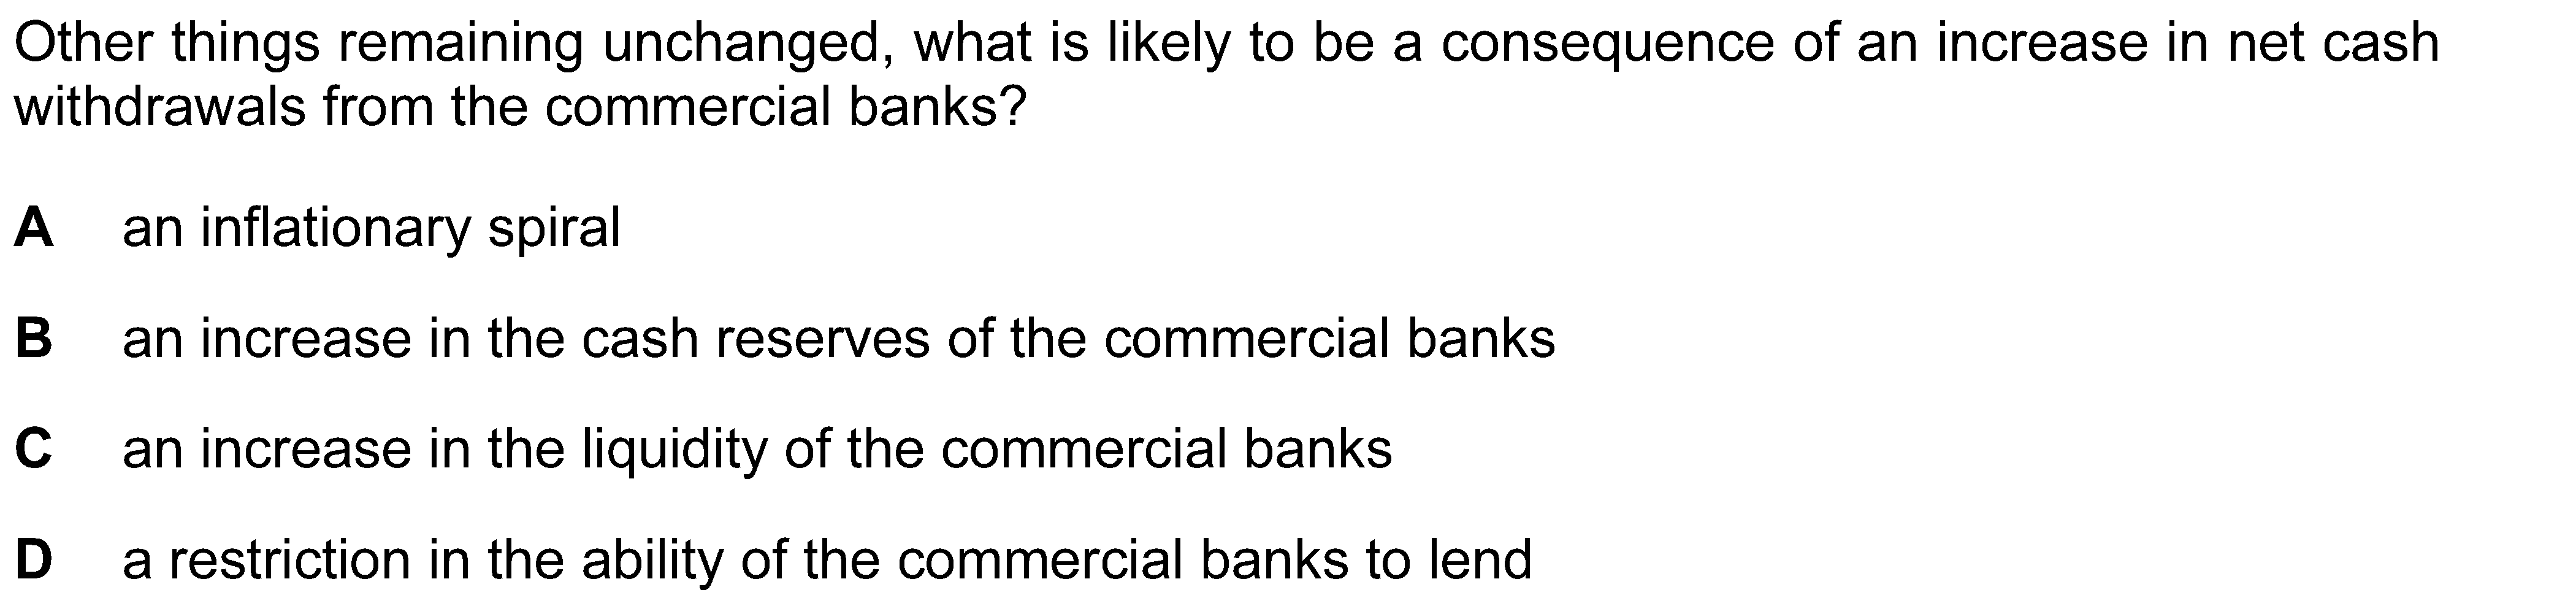 Other things remaining unchanged, what is likely to be a consequence of an increase in net cash
withdrawals from the commercial banks?
A an inflationary spiral
B an increase in the cash reserves of the commercial banks
C an increase in the liquidity of the commercial banks
D a restriction in the ability of the commercial banks to lend